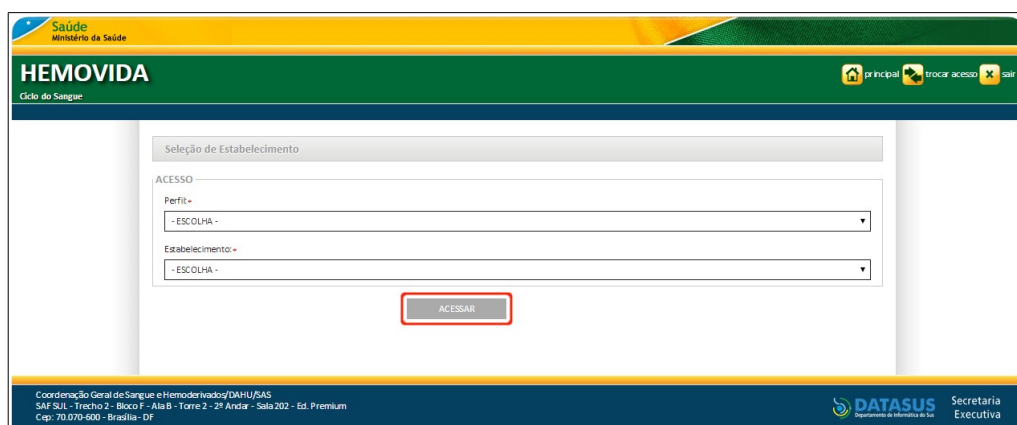 Saúde
Ministério da Saúde
HEMOVIDA
Ciclo do Sangue
principal trocar acesso sair
Seleção de Estabelecimento
ACESSO
Perfil:
- ESCOLHA -
Estabelecimento:
- ESCOLHA -
ACESSAR
Coordenação Geral de Sangue e Hemoderivados/DAHU/SAS
SAF SUL - Trecho 2 - Bloco F - Ala B - Torre 2 - 2º Andar - Sala 202 - Ed. Premium
Cep: 70.070-600 - Brasília - DF
DATASUS
Departamento de Informática do Sus
Secretaria
Executiva